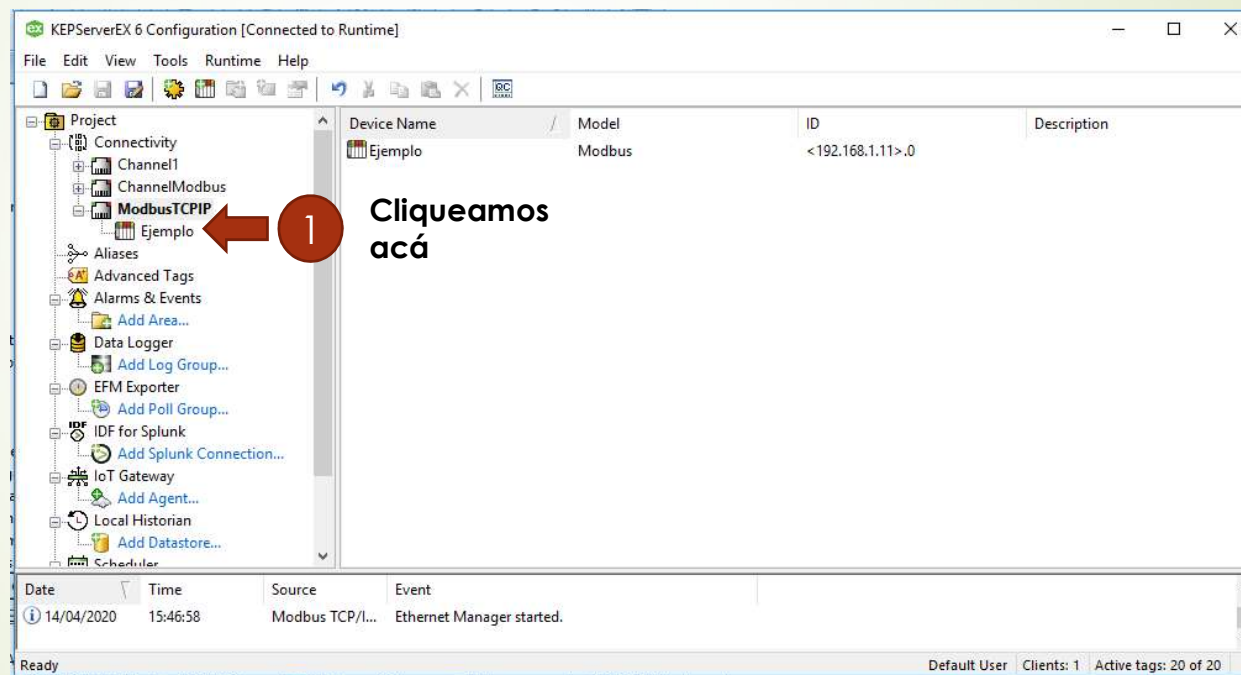 KEPServerEX 6 Configuration [Connected to Runtime]
File Edit View Tools Runtime Help
Project
Connectivity
Channel1
ChannelModbus
ModbusTCPIP
Ejemplo
Aliases
Advanced Tags
Alarms & Events
Add Area...
Data Logger
Add Log Group...
EFM Exporter
Add Poll Group...
IDF for Splunk
Add Splunk Connection...
IoT Gateway
Add Agent...
Local Historian
Add Datastore...
Scheduler
Device Name Model ID Description
Ejemplo Modbus <192.168.1.11>.0
1
Cliqueamos
acá
Date Time Source Event
14/04/2020 15:46:58 Modbus TCP/I... Ethernet Manager started.
Ready Default User Clients: 1 Active tags: 20 of 20